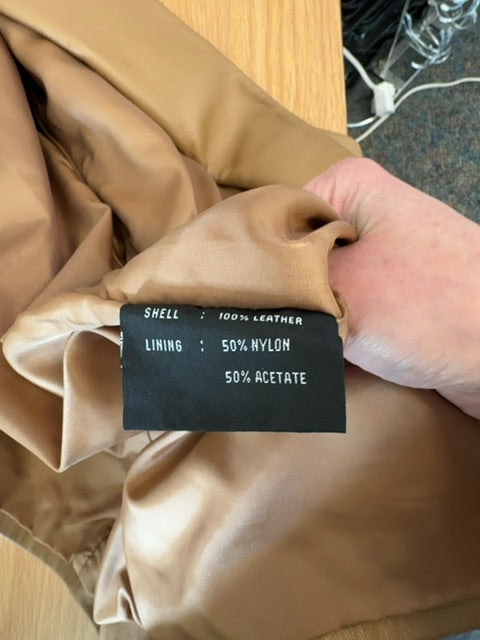 SHELL : 100% LEATHER
LINING : 50% NYLON
50% ACETATE